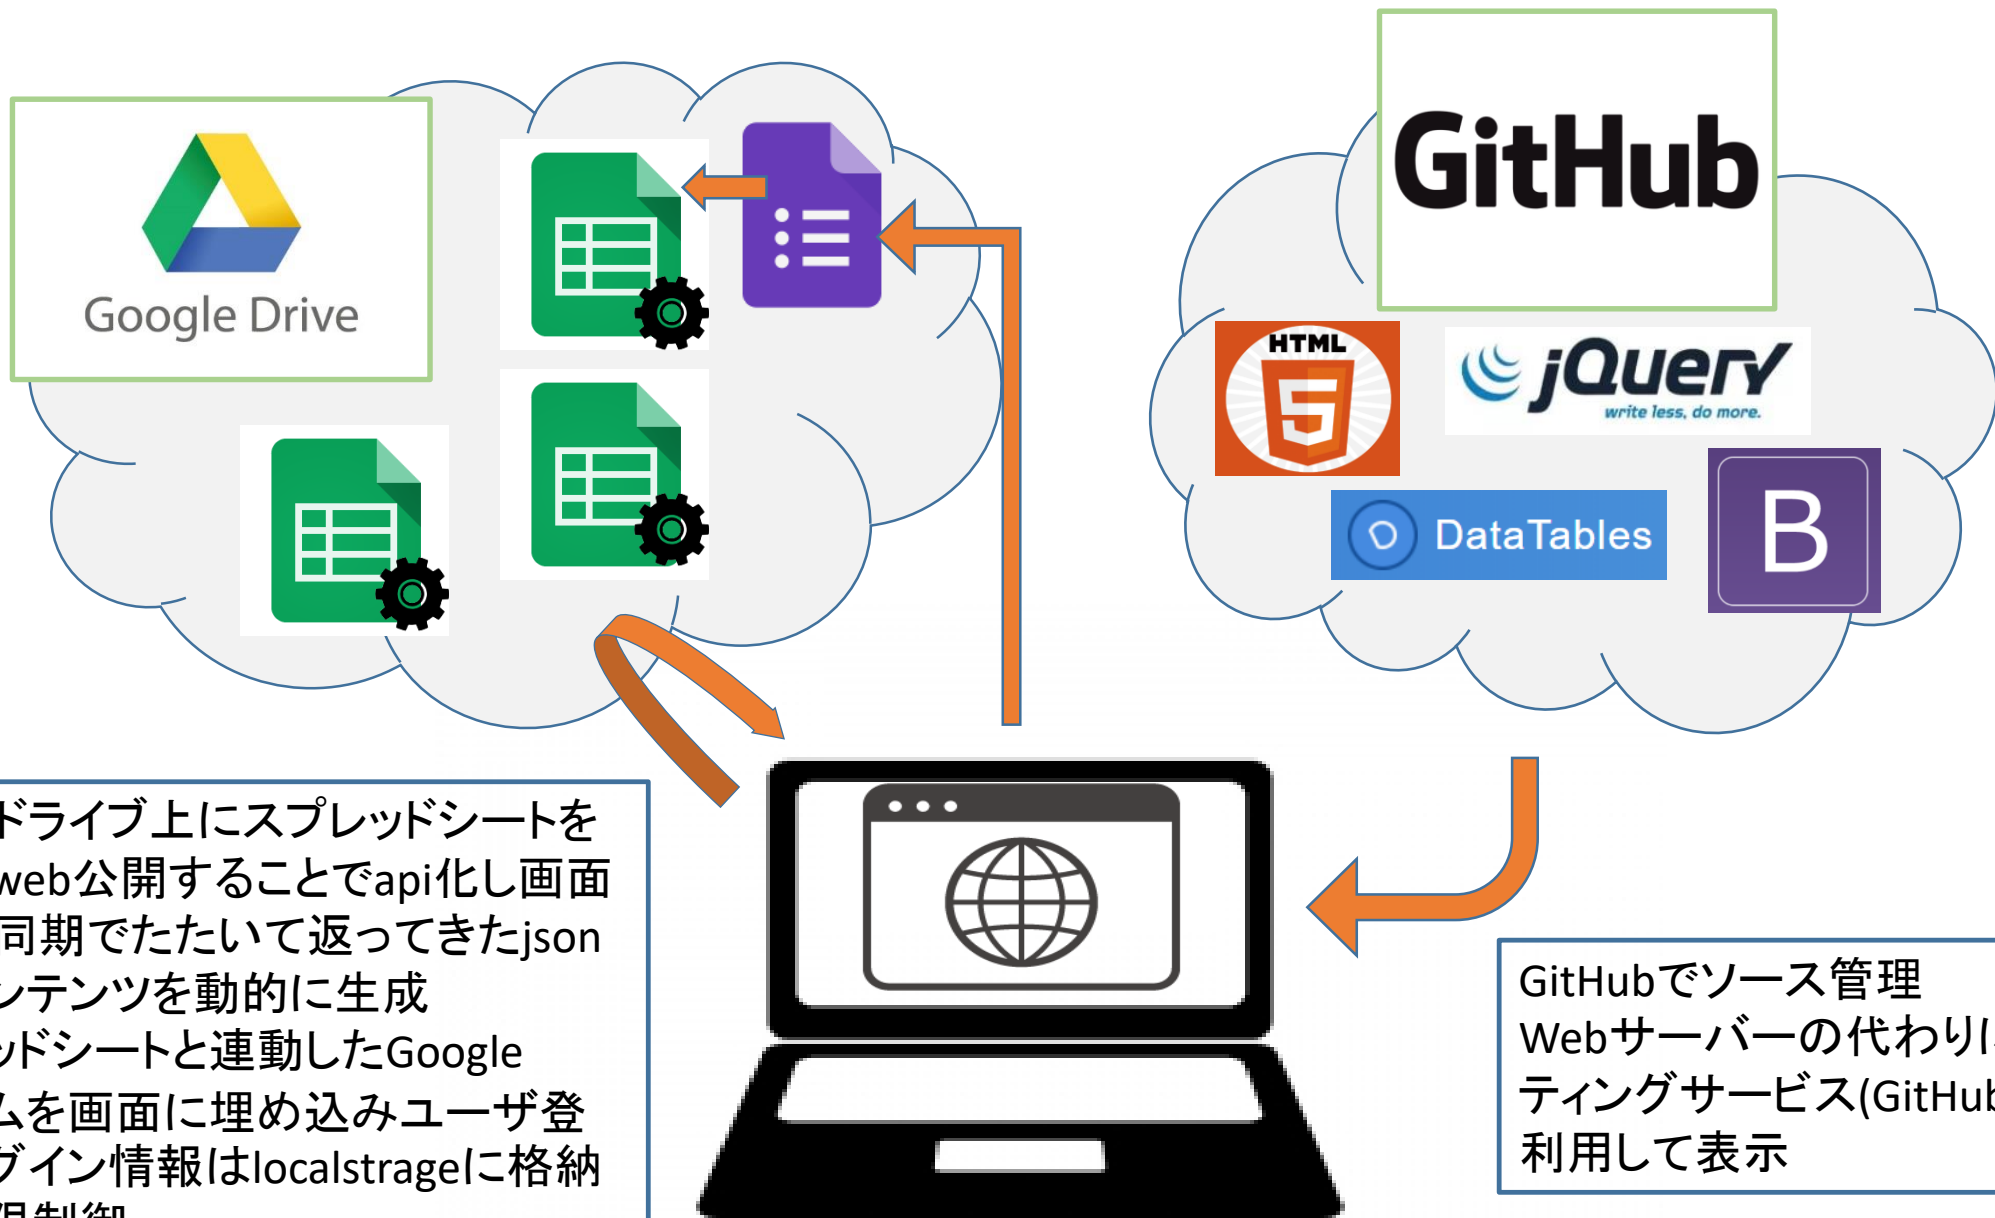 Google Drive
GitHub
HTML
5
jQuery
write less, do more.
DataTables
B
ドライブ上にスプレッドシートを
web公開することでapi化し画面
同期でたたいて返ってきたjson
ンテンツを動的に生成
ッドシートと連動したGoogle
ムを画面に埋め込みユーザ登
グイン情報はlocalstrageに格納
限制御
GitHubでソース管理
Webサーバーの代わりに
ティングサービス(GitHub
利用して表示